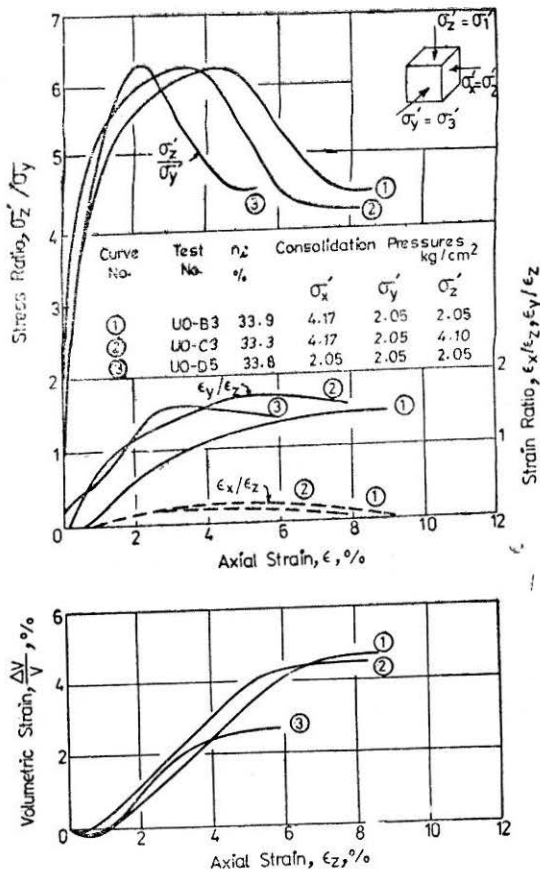 Stress Ratio, σz′/σy
7
6
5
4
3
2
1
0
σz′ = σ1′
σx′=σ2′
σy′ = σ3′
σz′/σy′
①
②
③
Curve No. Test No. ni % Consolidation Pressures kg/cm2
σx′ σy′ σz′
① UO-B3 33.9 4.17 2.05 2.05
② UO-C3 33.3 4.17 2.05 4.10
③ UO-D5 33.8 2.05 2.05 2.05
2
1
0
Strain Ratio, εx/εz, εy/εz
εy/εz
②
③
①
εx/εz
②
①
2 4 6 8 10 12
Axial Strain, ε, %
Volumetric Strain, ΔV/V, %
6
4
2
0
①
②
③
2 4 6 8 10 12
Axial Strain, εz, %